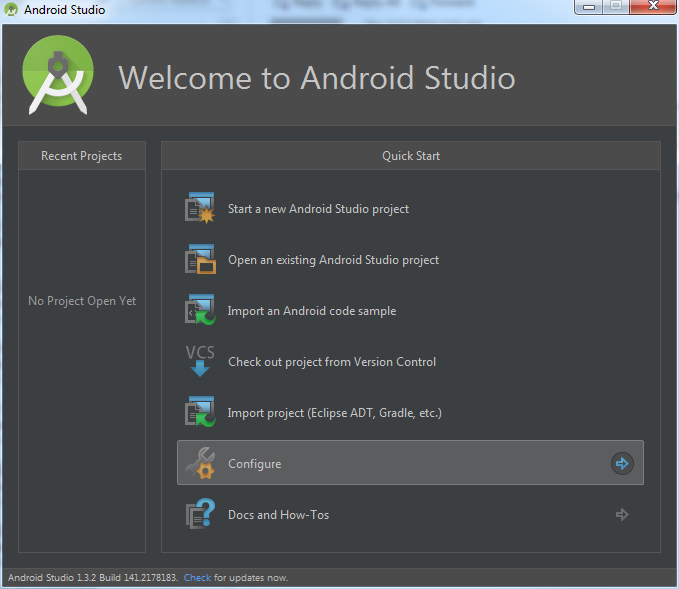 Android Studio
Welcome to Android Studio
Recent Projects
No Project Open Yet
Quick Start
Start a new Android Studio project
Open an existing Android Studio project
Import an Android code sample
VCS
Check out project from Version Control
Import project (Eclipse ADT, Gradle, etc.)
Configure
Docs and How-Tos
Android Studio 1.3.2 Build 141.2178183. Check for updates now.